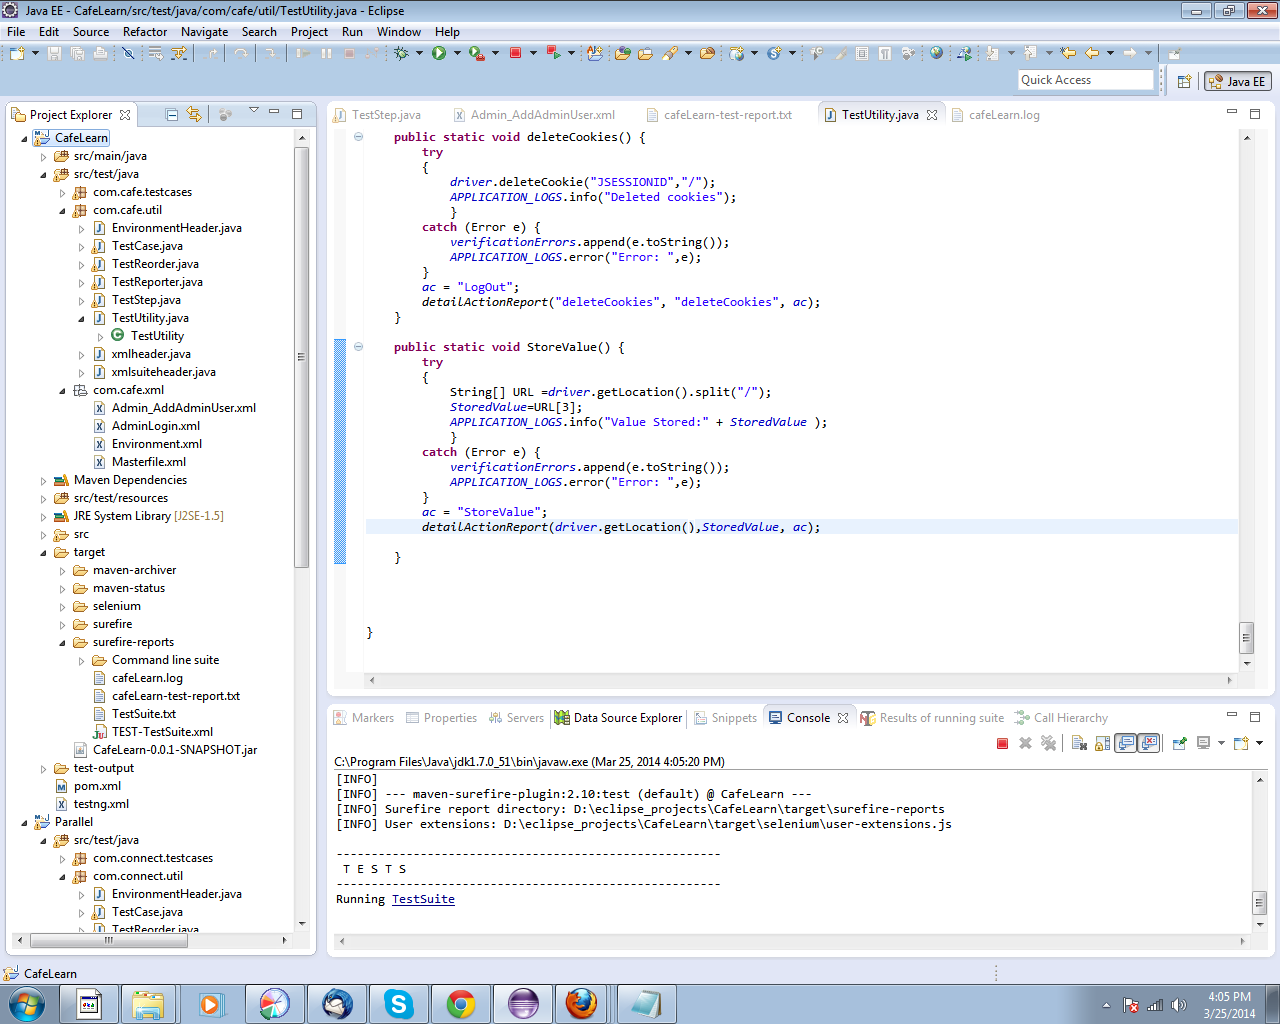 Java EE - CafeLearn/src/test/java/com/cafe/util/TestUtility.java - Eclipse
File Edit Source Refactor Navigate Search Project Run Window Help
Quick Access
Java EE
Project Explorer
CafeLearn
src/main/java
src/test/java
com.cafe.testcases
com.cafe.util
EnvironmentHeader.java
TestCase.java
TestReorder.java
TestReporter.java
TestStep.java
TestUtility.java
TestUtility
xmlheader.java
xmlsuiteheader.java
com.cafe.xml
Admin_AddAdminUser.xml
AdminLogin.xml
Environment.xml
Masterfile.xml
Maven Dependencies
src/test/resources
JRE System Library [J2SE-1.5]
src
target
maven-archiver
maven-status
selenium
surefire
surefire-reports
Command line suite
cafeLearn.log
cafeLearn-test-report.txt
TestSuite.txt
TEST-TestSuite.xml
CafeLearn-0.0.1-SNAPSHOT.jar
test-output
pom.xml
testng.xml
Parallel
src/test/java
com.connect.testcases
com.connect.util
EnvironmentHeader.java
TestCase.java
TestReorder.java
TestStep.java Admin_AddAdminUser.xml cafeLearn-test-report.txt TestUtility.java cafeLearn.log
public static void deleteCookies() {
try
{
driver.deleteCookie("JSESSIONID","/");
APPLICATION_LOGS.info("Deleted cookies");
}
catch (Error e) {
verificationErrors.append(e.toString());
APPLICATION_LOGS.error("Error: ",e);
}
ac = "LogOut";
detailActionReport("deleteCookies", "deleteCookies", ac);
}
public static void StoreValue() {
try
{
String[] URL =driver.getLocation().split("/");
StoredValue=URL[3];
APPLICATION_LOGS.info("Value Stored:" + StoredValue );
}
catch (Error e) {
verificationErrors.append(e.toString());
APPLICATION_LOGS.error("Error: ",e);
}
ac = "StoreValue";
detailActionReport(driver.getLocation(),StoredValue, ac);
}
}
Markers Properties Servers Data Source Explorer Snippets Console Results of running suite Call Hierarchy
C:\Program Files\Java\jdk1.7.0_51\bin\javaw.exe (Mar 25, 2014 4:05:20 PM)
[INFO]
[INFO] --- maven-surefire-plugin:2.10:test (default) @ CafeLearn ---
[INFO] Surefire report directory: D:\eclipse_projects\CafeLearn\target\surefire-reports
[INFO] User extensions: D:\eclipse_projects\CafeLearn\target\selenium\user-extensions.js
-------------------------------------------------------
T E S T S
-------------------------------------------------------
Running TestSuite
CafeLearn
4:05 PM
3/25/2014